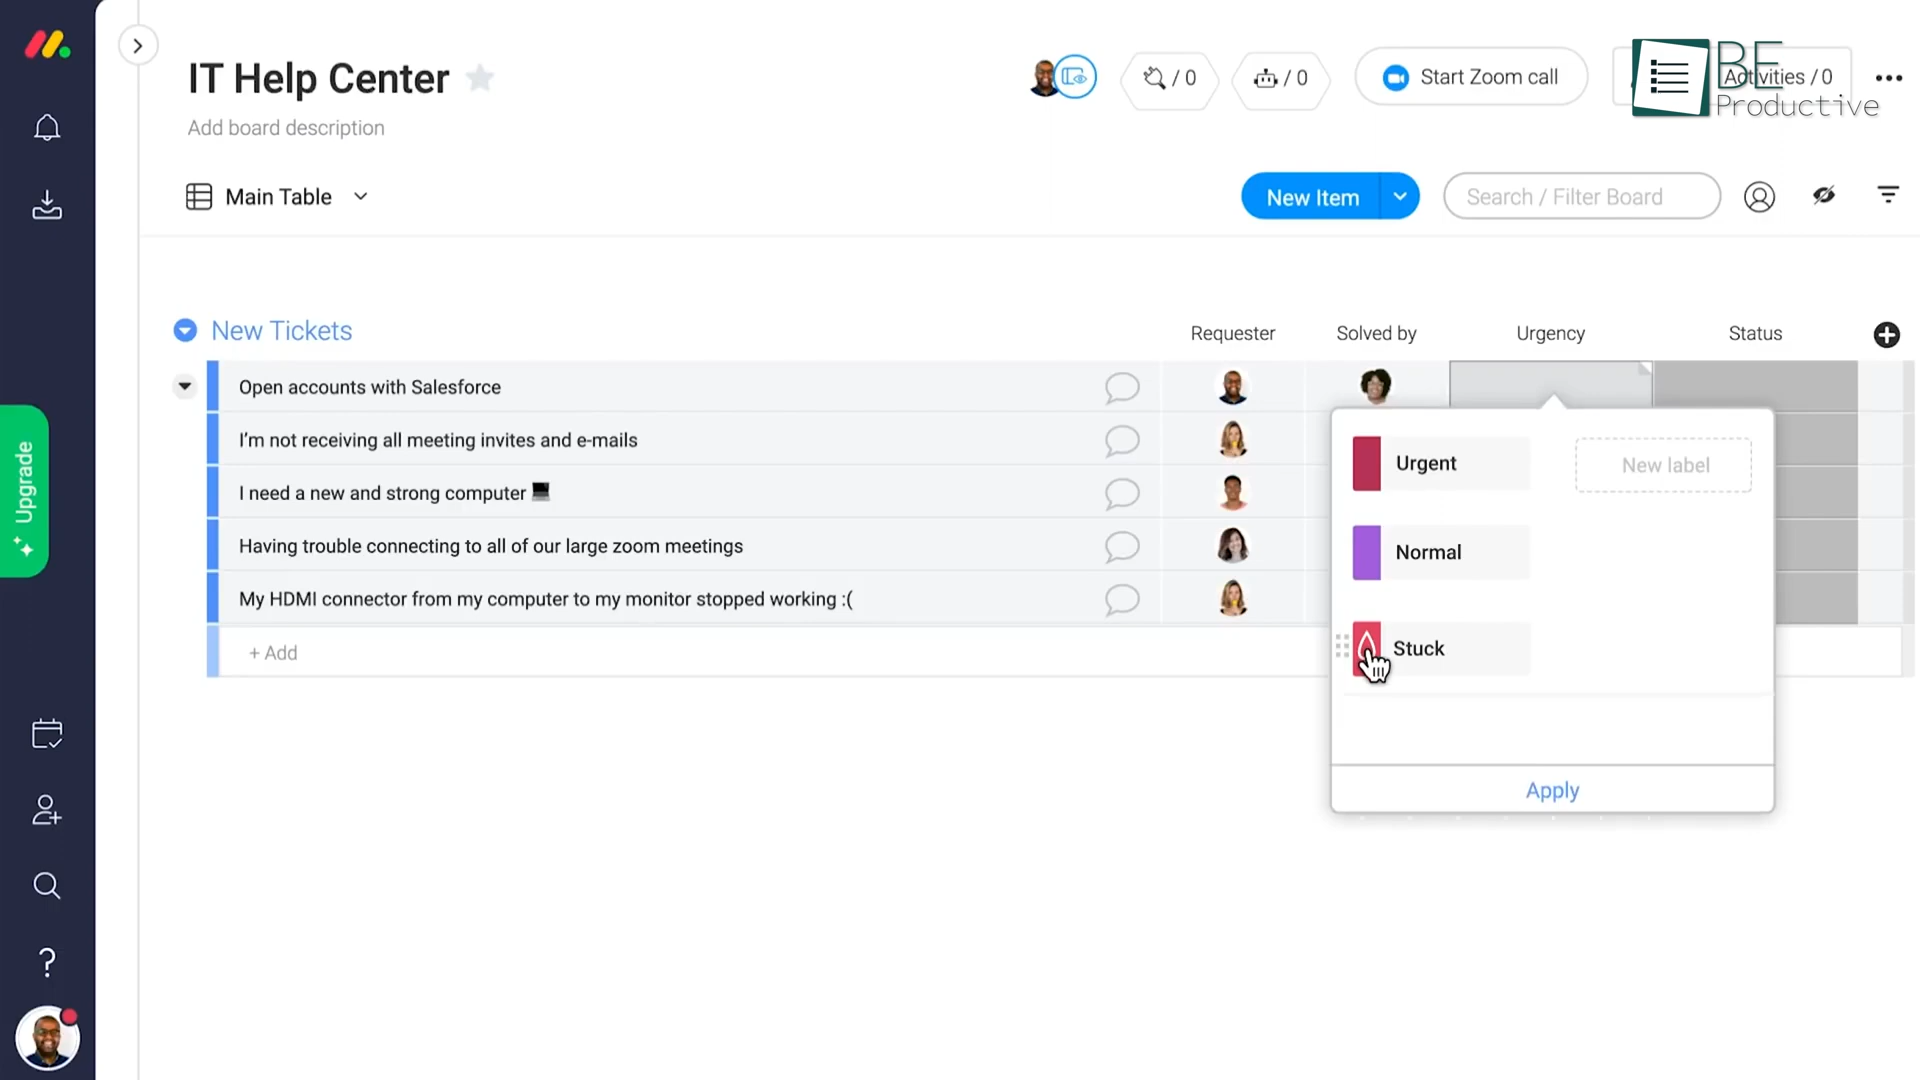 IT Help Center
Add board description
/ 0
/ 0
Start Zoom call
Activities / 0
BE
Productive
Main Table
New Item
Search / Filter Board
Upgrade
New Tickets
Requester
Solved by
Urgency
Status
Open accounts with Salesforce
I'm not receiving all meeting invites and e-mails
I need a new and strong computer
Having trouble connecting to all of our large zoom meetings
My HDMI connector from my computer to my monitor stopped working :(
+ Add
Urgent
New label
Normal
Stuck
Apply